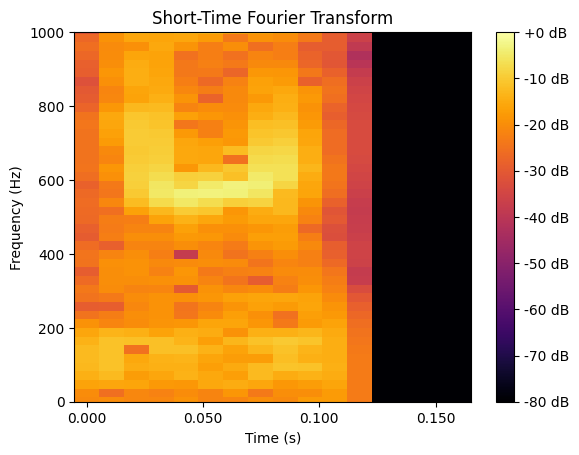 Short-Time Fourier Transform
1000
800
600
400
200
0
Frequency (Hz)
0.000
0.050
0.100
0.150
Time (s)
+0 dB
-10 dB
-20 dB
-30 dB
-40 dB
-50 dB
-60 dB
-70 dB
-80 dB